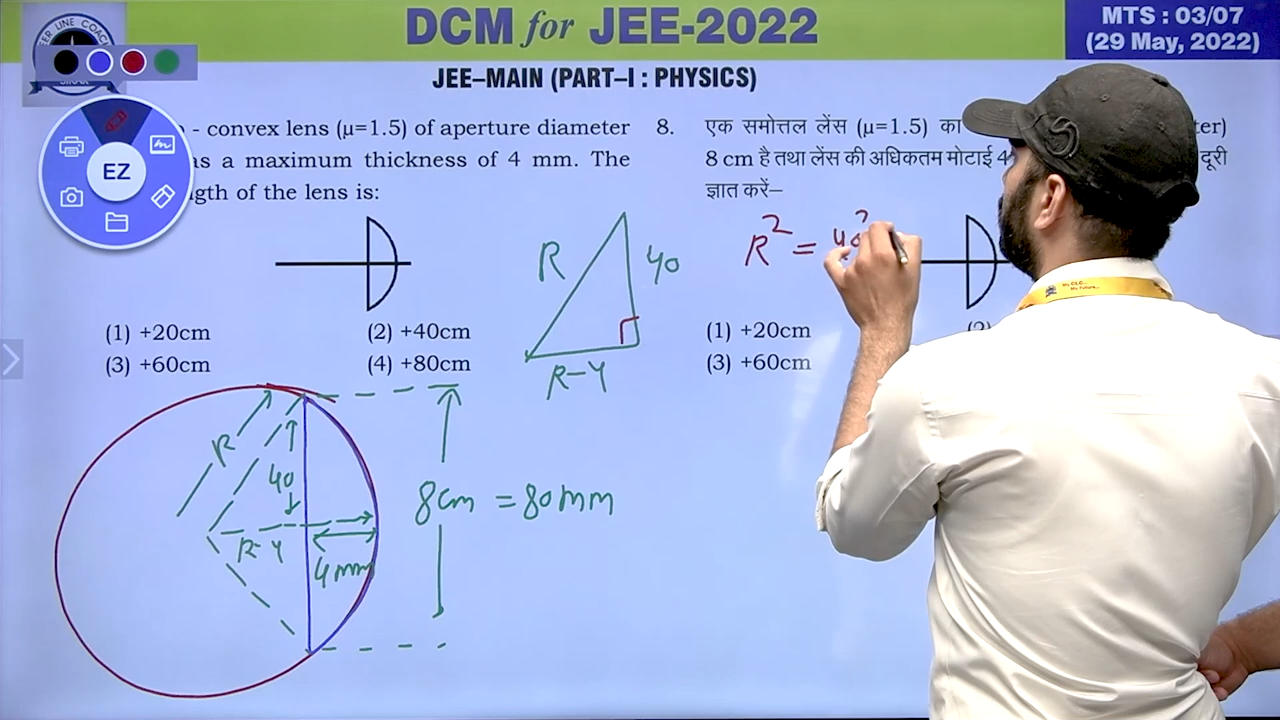 DCM for JEE-2022
MTS : 03/07
(29 May, 2022)
LINE COAC
JEE–MAIN (PART–I : PHYSICS)
- convex lens (μ=1.5) of aperture diameter
as a maximum thickness of 4 mm. The
gth of the lens is:
EZ
(1) +20cm
(2) +40cm
(3) +60cm
(4) +80cm
8.
एक समोत्तल लेंस (μ=1.5) का
ter)
8 cm है तथा लेंस की अधिकतम मोटाई 4
दूरी
ज्ञात करें–
R² = 40²
(1) +20cm
(2)
(3) +60cm
R
40
R-4
R
40
R-4
4mm
8cm = 80mm